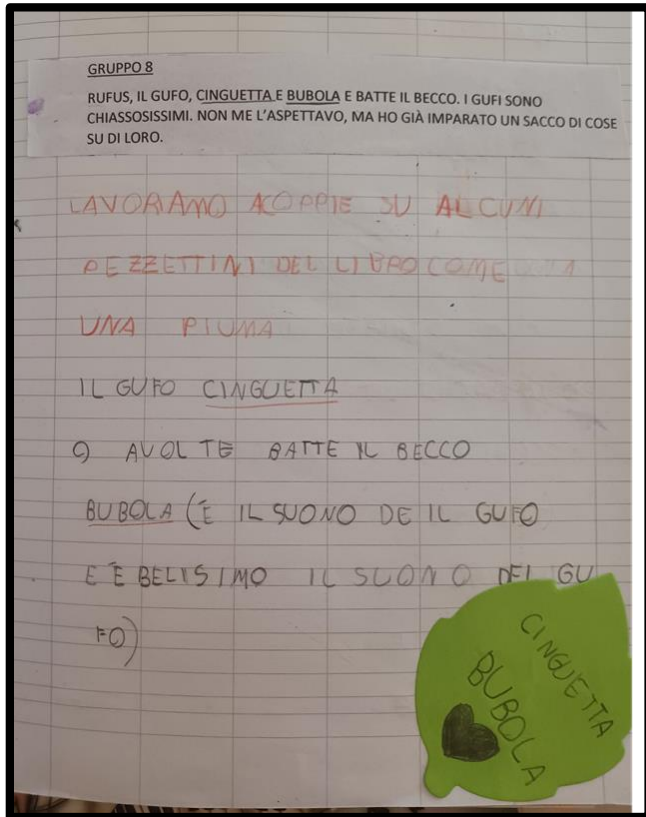 GRUPPO 8
RUFUS, IL GUFO, CINGUETTA E BUBOLA E BATTE IL BECCO. I GUFI SONO
CHIASSOSISSIMI. NON ME L'ASPETTAVO, MA HO GIÀ IMPARATO UN SACCO DI COSE
SU DI LORO.
LAVORIAMO A COPPIE SU ALCUNI
PEZZETTINI DEL LIBRO COME
UNA PIUMA
IL GUFO CINGUETTA
AVOLTE BATTE IL BECCO
BUBOLA (È IL SUONO DE IL GUFO
E È BELISIMO IL SUONO DEL GU
FO)
CINGUETTA
BUBOLA